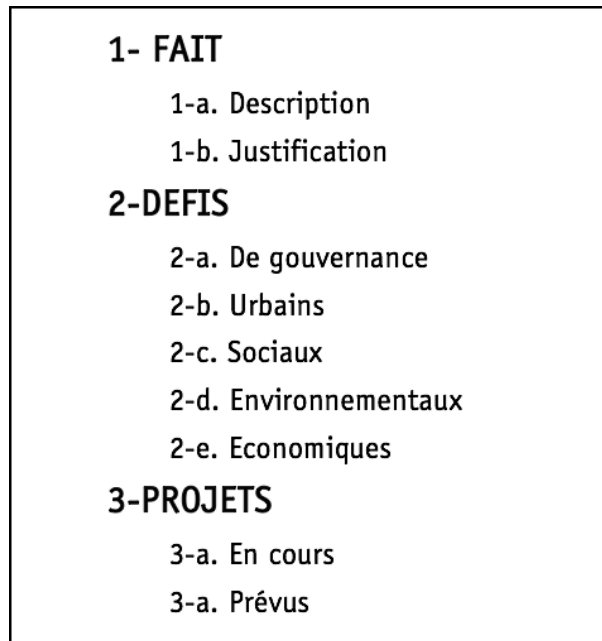 1- FAIT
1-a. Description
1-b. Justification
2-DEFIS
2-a. De gouvernance
2-b. Urbains
2-c. Sociaux
2-d. Environnementaux
2-e. Economiques
3-PROJETS
3-a. En cours
3-a. Prévus